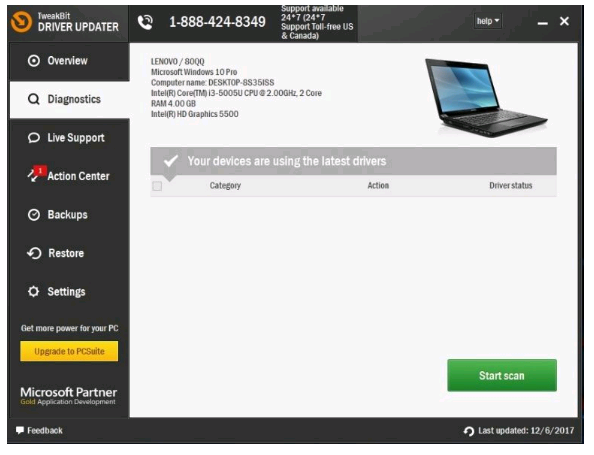 TweakBit
DRIVER UPDATER
1-888-424-8349
Support available
24*7 (24*7
Support Toll-free US
& Canada)
help
Overview
Diagnostics
Live Support
1
Action Center
Backups
Restore
Settings
Get more power for your PC
Upgrade to PCSuite
Microsoft Partner
Gold Application Development
LENOVO / 80QQ
Microsoft Windows 10 Pro
Computer name: DESKTOP-8S35ISS
Intel(R) Core(TM) i3-5005U CPU @ 2.00GHz, 2 Core
RAM 4.00 GB
Intel(R) HD Graphics 5500
Your devices are using the latest drivers
Category Action Driver status
Start scan
Feedback
Last updated: 12/6/2017